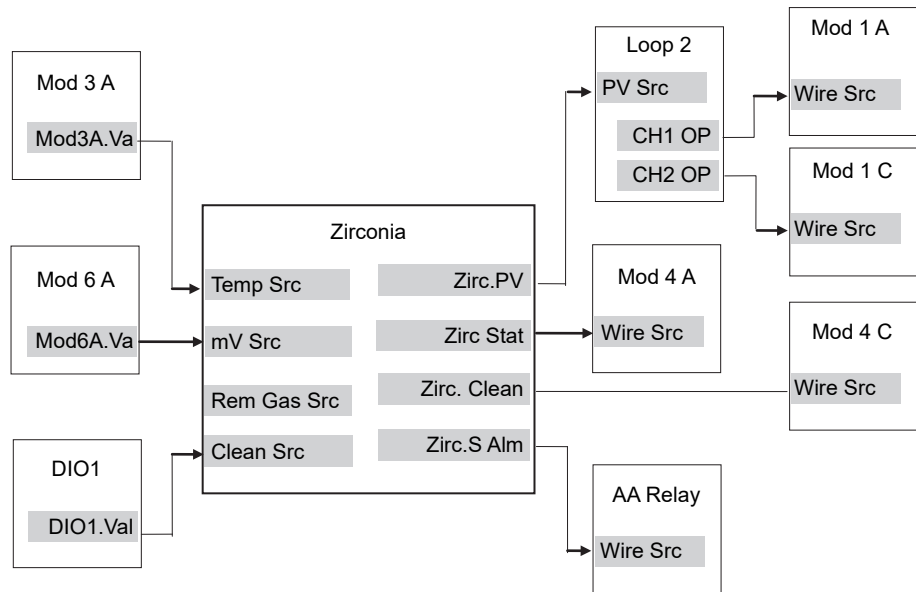 Mod 3 A
Mod3A.Va
Mod 6 A
Mod6A.Va
DIO1
DIO1.Val
Zirconia
Temp Src
mV Src
Rem Gas Src
Clean Src
Zirc.PV
Zirc Stat
Zirc. Clean
Zirc.S Alm
Loop 2
PV Src
CH1 OP
CH2 OP
Mod 4 A
Wire Src
AA Relay
Wire Src
Mod 1 A
Wire Src
Mod 1 C
Wire Src
Mod 4 C
Wire Src